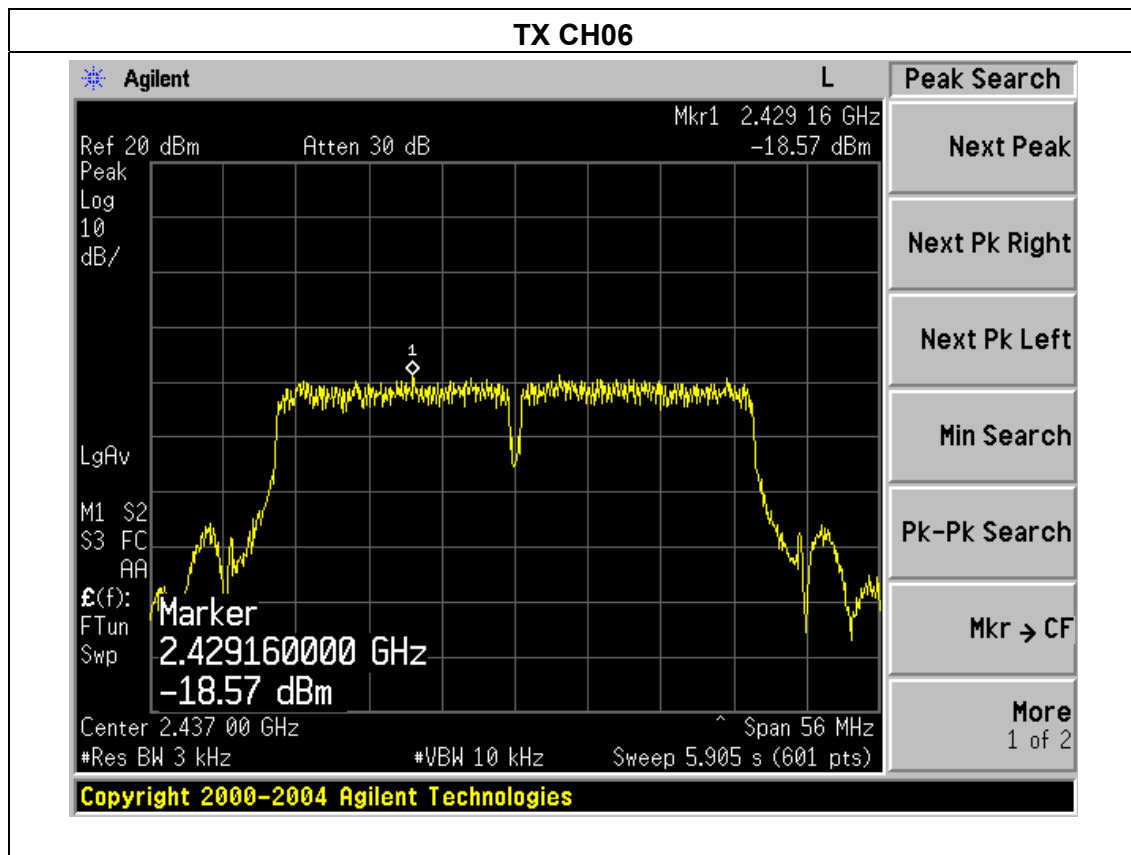 TX CH06
Agilent L Peak Search
Mkr1 2.429 16 GHz
Ref 20 dBm Atten 30 dB -18.57 dBm
Peak
Log
10
dB/
1
LgAv
M1 S2
S3 FC
AA
£(f):
FTun
Swp
Marker
2.429160000 GHz
-18.57 dBm
Center 2.437 00 GHz ^ Span 56 MHz
#Res BW 3 kHz #VBW 10 kHz Sweep 5.905 s (601 pts)
Copyright 2000-2004 Agilent Technologies
Next Peak
Next Pk Right
Next Pk Left
Min Search
Pk-Pk Search
Mkr → CF
More
1 of 2